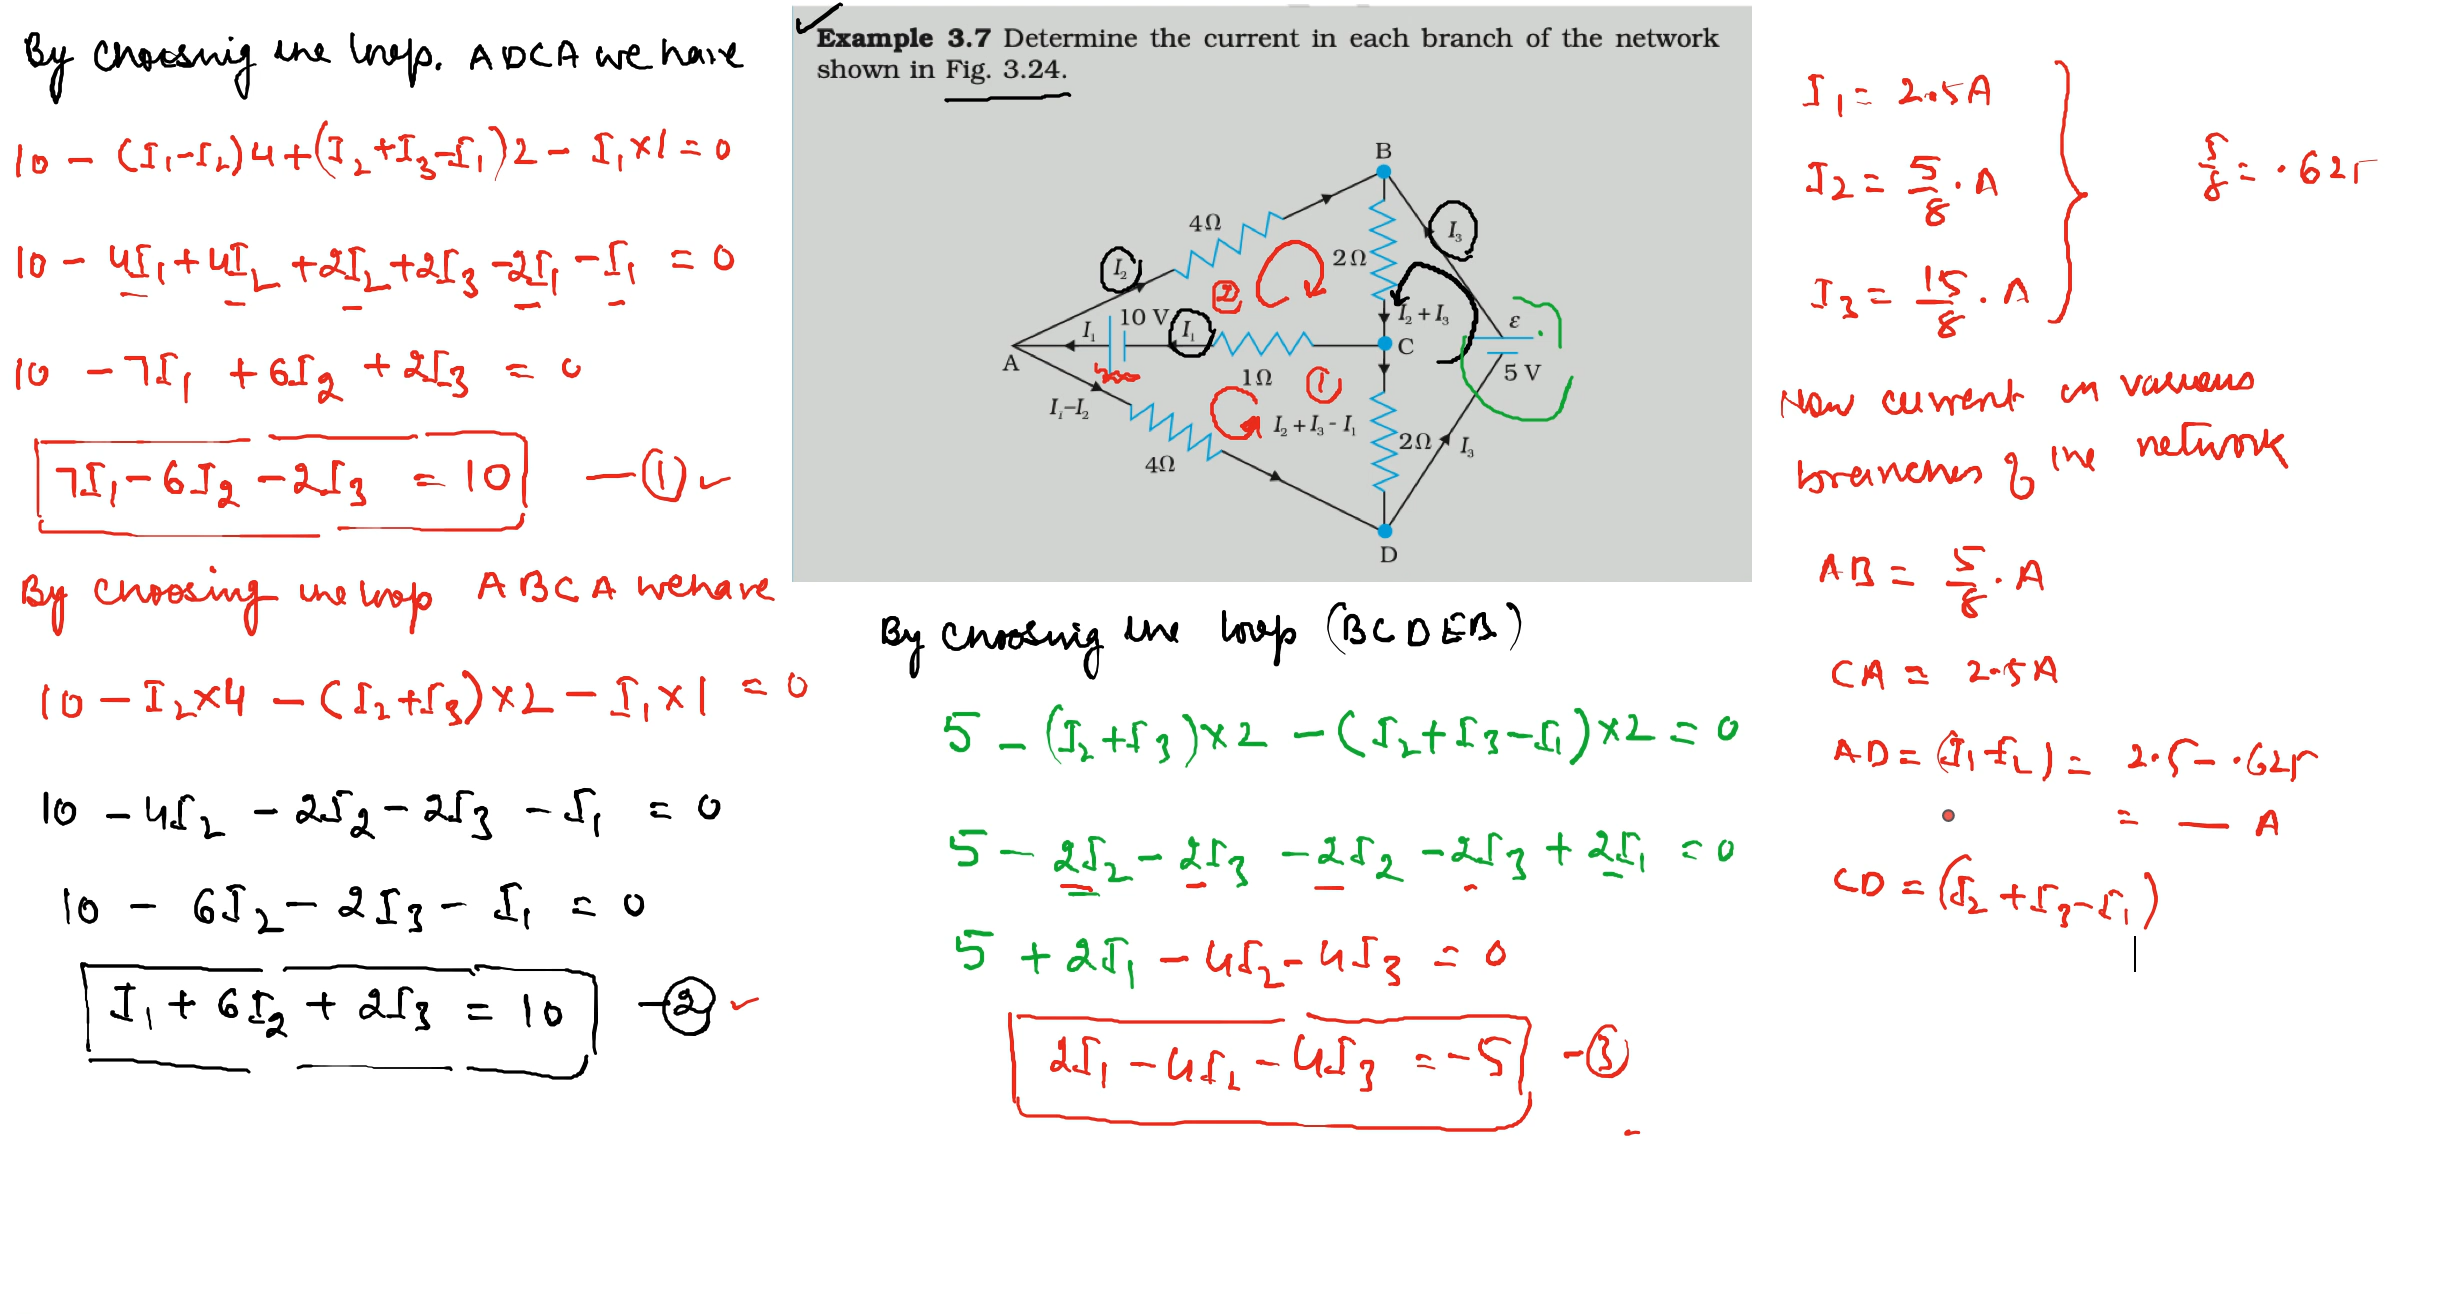 By choosing the loop. ADCA we have
10 - (I₁-I₂)4+(I₂+I₃-I₁)2 - I₁×1 = 0
10 - 4I₁ + 4I₂ + 2I₂ + 2I₃ - 2I₁ - I₁ = 0
10 - 7I₁ + 6I₂ + 2I₃ = 0
7I₁ - 6I₂ - 2I₃ = 10 - ①
By choosing the loop ABCA we have
10 - I₂×4 - (I₂+I₃)×2 - I₁×1 = 0
10 - 4I₂ - 2I₂ - 2I₃ - I₁ = 0
10 - 6I₂ - 2I₃ - I₁ = 0
I₁ + 6I₂ + 2I₃ = 10 - ②
Example 3.7 Determine the current in each branch of the network
shown in Fig. 3.24.
B
4Ω
I₃
2Ω
I₂
②
I₂ + I₃
10 V
I₁
I₁
ε
C
A
5 V
1Ω
①
I₁-I₂
I₂ + I₃ - I₁
2Ω
I₃
4Ω
D
By choosing the loop (BCDEB)
5 - (I₂+I₃)×2 - (I₂+I₃-I₁)×2 = 0
5 - 2I₂ - 2I₃ - 2I₂ - 2I₃ + 2I₁ = 0
5 + 2I₁ - 4I₂ - 4I₃ = 0
2I₁ - 4I₂ - 4I₃ = -5 - ③
I₁ = 2.5A
I2 = 5/8 . A
I₃ = 15/8 . A
5/8 = .625
Now current in various
branches of the network
AB = 5/8 . A
CA = 2.5A
AD = (I₁-I₂) = 2.5 - .625
= — A
CD = (I₂ + I₃ - I₁)